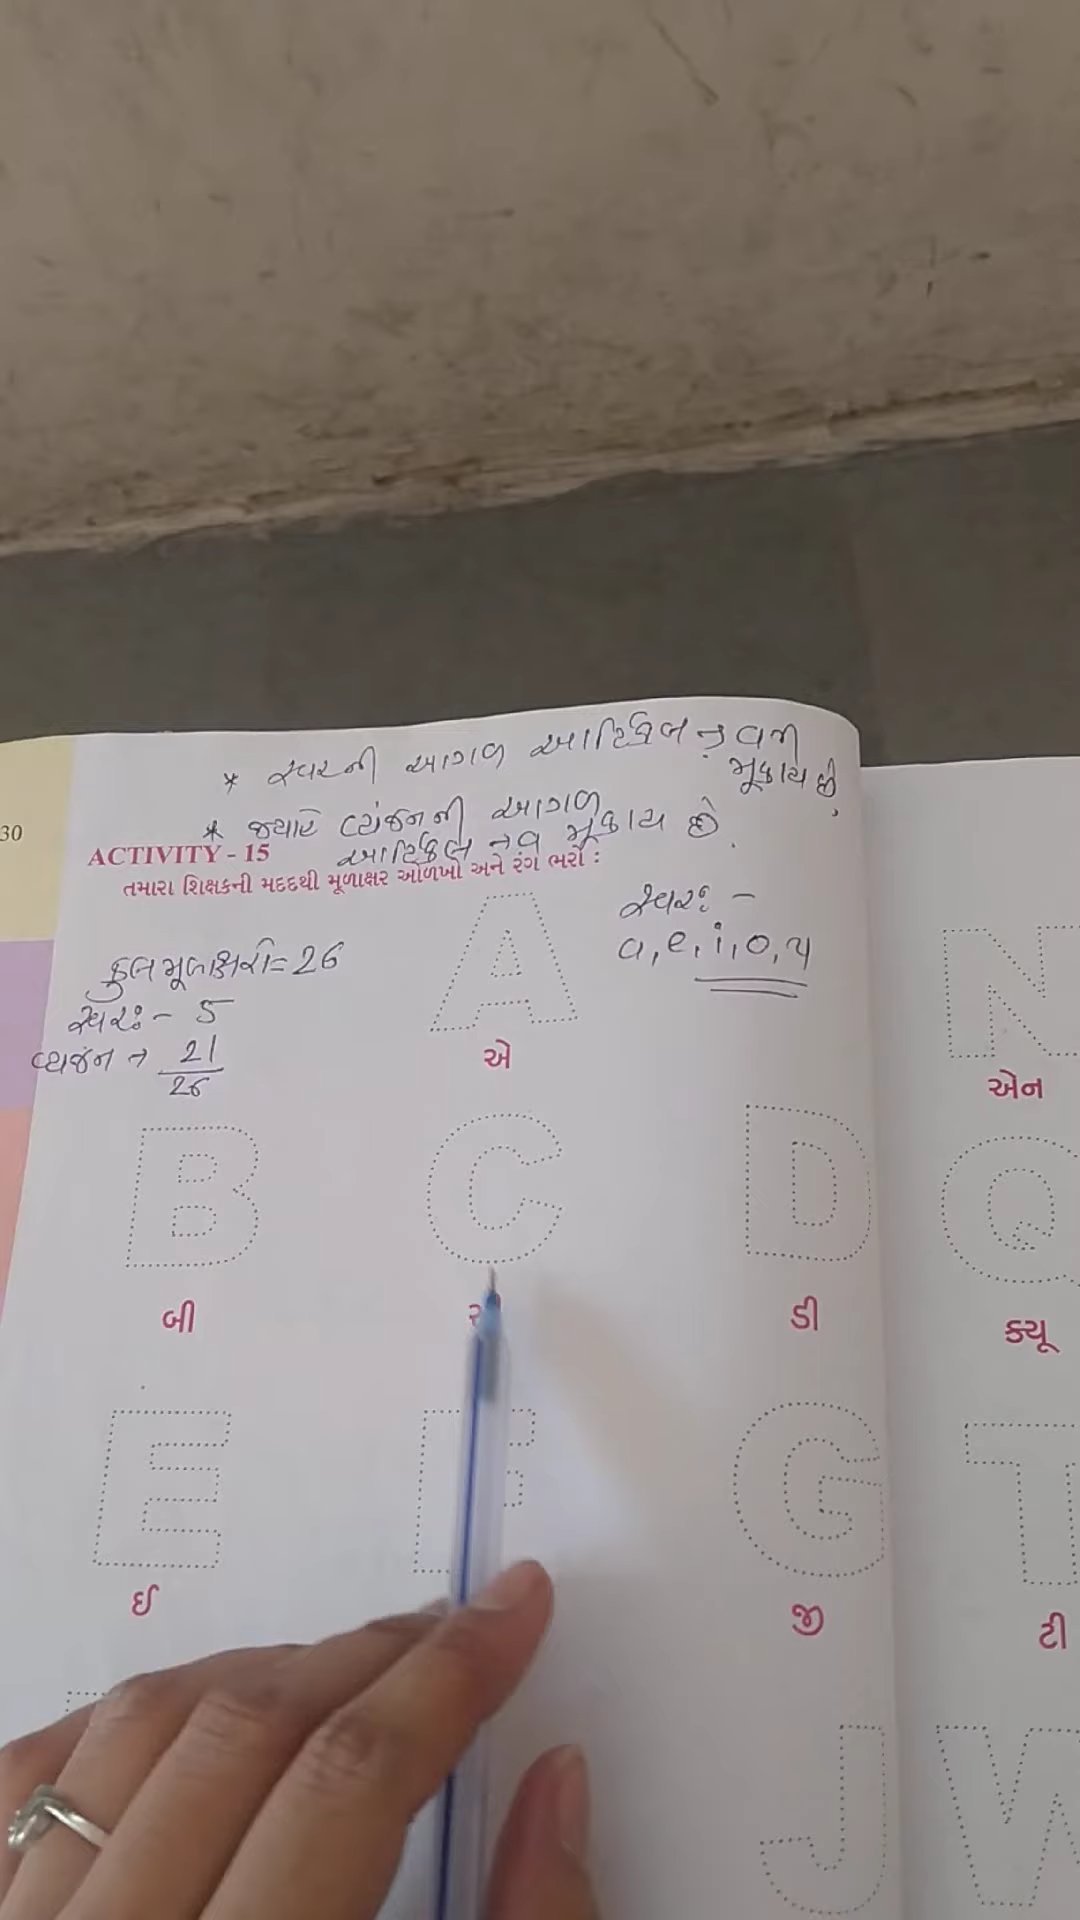 * સ્વરની આગળ આર્ટિકલ
મૂકાય છે.
* જ્યારે વ્યંજનની આગળ
આર્ટિકલ મૂકાય છે.
30
ACTIVITY - 15
તમારા શિક્ષકની મદદથી મૂળાક્ષર ઓળખો અને રંગ ભરો :
સ્વર: -
a, e, i, o, u
કુલ મૂળાક્ષરો = 26
સ્વર: - 5
વ્યંજન → 21
26
A N
એ એન
B C D Q
બી ડી ક્યૂ
E F G T
ઈ જી ટી
J W